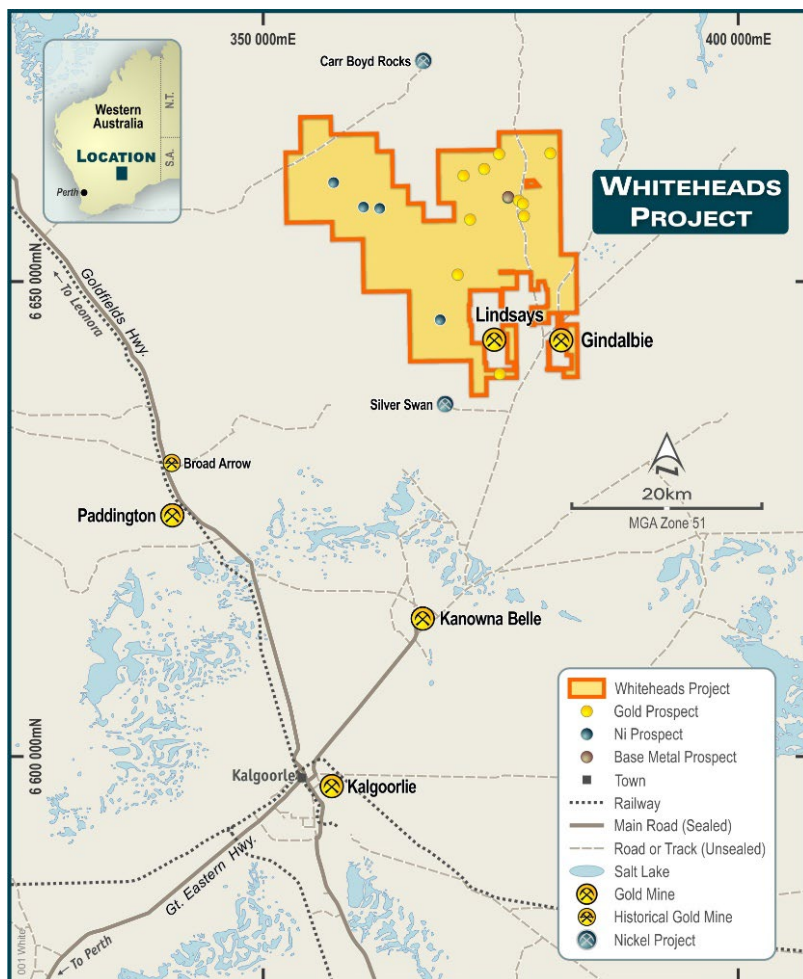 350 000mE
400 000mE
Carr Boyd Rocks
Western
Australia
N.T.
S.A.
LOCATION
Perth
WHITEHEADS
PROJECT
Goldfields Hwy.
← To Leonora
6 650 000mN
Lindsays
Gindalbie
Silver Swan
Broad Arrow
Paddington
N
20km
MGA Zone 51
Kanowna Belle
6 600 000mN
Kalgoorle
Kalgoorlie
Gt. Eastern Hwy.
← To Perth
001 White
Whiteheads Project
Gold Prospect
Ni Prospect
Base Metal Prospect
Town
Railway
Main Road (Sealed)
Road or Track (Unsealed)
Salt Lake
Gold Mine
Historical Gold Mine
Nickel Project